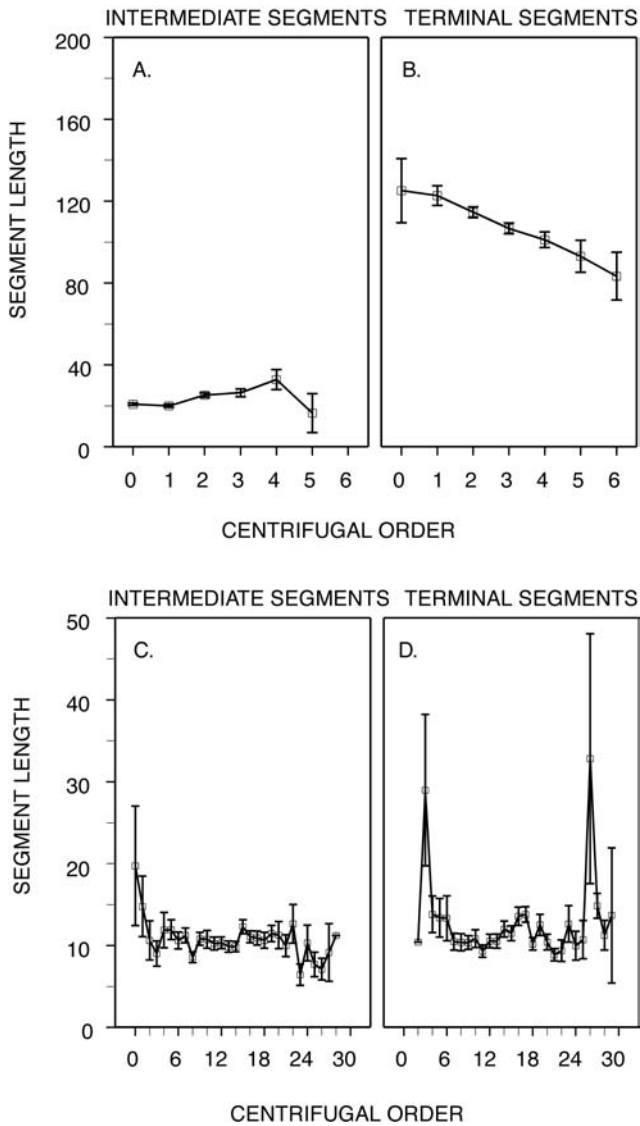 INTERMEDIATE SEGMENTS TERMINAL SEGMENTS
A. B.
SEGMENT LENGTH
200
160
120
80
40
0
0 1 2 3 4 5 6 0 1 2 3 4 5 6
CENTRIFUGAL ORDER
INTERMEDIATE SEGMENTS TERMINAL SEGMENTS
C. D.
SEGMENT LENGTH
50
40
30
20
10
0
0 6 12 18 24 30 0 6 12 18 24 30
CENTRIFUGAL ORDER